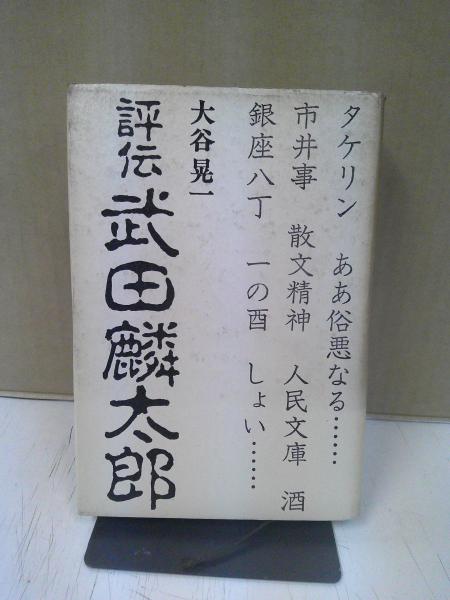 タケリン ああ俗悪なる……
市井事 散文精神 人民文庫 酒
銀座八丁 一の酉 しょい……
大谷晃一
評伝 武田麟太郎